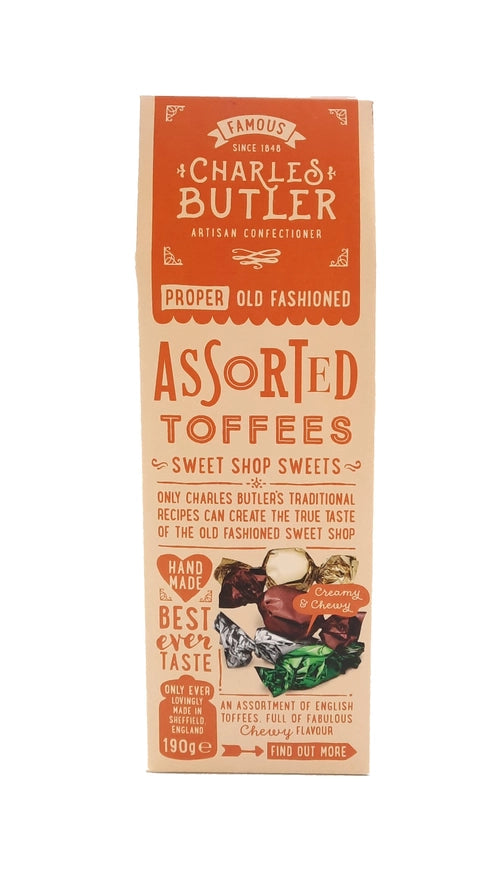 FAMOUS
SINCE 1848
CHARLES
BUTLER
ARTISAN CONFECTIONER
PROPER OLD FASHIONED
ASSORTED
TOFFEES
SWEET SHOP SWEETS
ONLY CHARLES BUTLER'S TRADITIONAL
RECIPES CAN CREATE THE TRUE TASTE
OF THE OLD FASHIONED SWEET SHOP
HAND
MADE
Creamy
& Chewy
BEST
ever
TASTE
ONLY EVER
LOVINGLY
MADE IN
SHEFFIELD,
ENGLAND
190g e
AN ASSORTMENT OF ENGLISH
TOFFEES, FULL OF FABULOUS
Chewy FLAVOUR
FIND OUT MORE